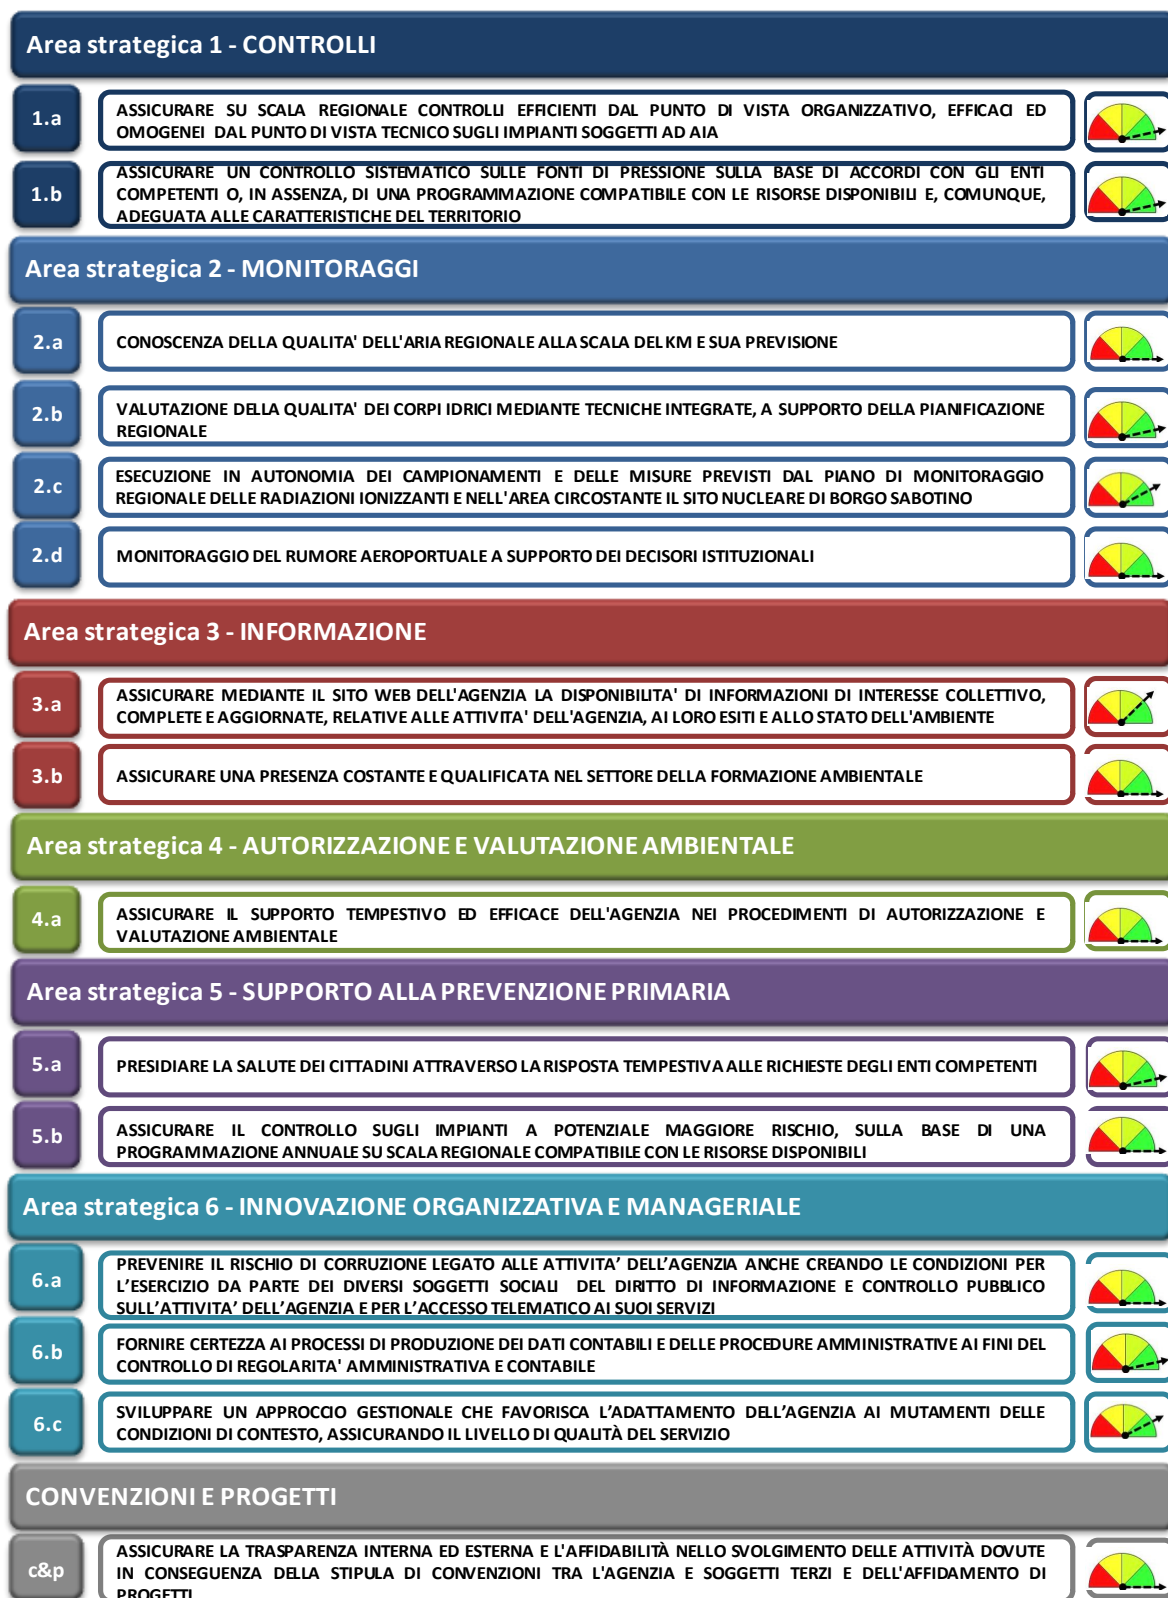 Area strategica 1 - CONTROLLI
1.a
ASSICURARE SU SCALA REGIONALE CONTROLLI EFFICIENTI DAL PUNTO DI VISTA ORGANIZZATIVO, EFFICACI ED
OMOGENEI DAL PUNTO DI VISTA TECNICO SUGLI IMPIANTI SOGGETTI AD AIA
1.b
ASSICURARE UN CONTROLLO SISTEMATICO SULLE FONTI DI PRESSIONE SULLA BASE DI ACCORDI CON GLI ENTI
COMPETENTI O, IN ASSENZA, DI UNA PROGRAMMAZIONE COMPATIBILE CON LE RISORSE DISPONIBILI E, COMUNQUE,
ADEGUATA ALLE CARATTERISTICHE DEL TERRITORIO
Area strategica 2 - MONITORAGGI
2.a
CONOSCENZA DELLA QUALITA' DELL'ARIA REGIONALE ALLA SCALA DEL KM E SUA PREVISIONE
2.b
VALUTAZIONE DELLA QUALITA' DEI CORPI IDRICI MEDIANTE TECNICHE INTEGRATE, A SUPPORTO DELLA PIANIFICAZIONE
REGIONALE
2.c
ESECUZIONE IN AUTONOMIA DEI CAMPIONAMENTI E DELLE MISURE PREVISTI DAL PIANO DI MONITORAGGIO
REGIONALE DELLE RADIAZIONI IONIZZANTI E NELL'AREA CIRCOSTANTE IL SITO NUCLEARE DI BORGO SABOTINO
2.d
MONITORAGGIO DEL RUMORE AEROPORTUALE A SUPPORTO DEI DECISORI ISTITUZIONALI
Area strategica 3 - INFORMAZIONE
3.a
ASSICURARE MEDIANTE IL SITO WEB DELL'AGENZIA LA DISPONIBILITA' DI INFORMAZIONI DI INTERESSE COLLETTIVO,
COMPLETE E AGGIORNATE, RELATIVE ALLE ATTIVITA' DELL'AGENZIA, AI LORO ESITI E ALLO STATO DELL'AMBIENTE
3.b
ASSICURARE UNA PRESENZA COSTANTE E QUALIFICATA NEL SETTORE DELLA FORMAZIONE AMBIENTALE
Area strategica 4 - AUTORIZZAZIONE E VALUTAZIONE AMBIENTALE
4.a
ASSICURARE IL SUPPORTO TEMPESTIVO ED EFFICACE DELL'AGENZIA NEI PROCEDIMENTI DI AUTORIZZAZIONE E
VALUTAZIONE AMBIENTALE
Area strategica 5 - SUPPORTO ALLA PREVENZIONE PRIMARIA
5.a
PRESIDIARE LA SALUTE DEI CITTADINI ATTRAVERSO LA RISPOSTA TEMPESTIVA ALLE RICHIESTE DEGLI ENTI COMPETENTI
5.b
ASSICURARE IL CONTROLLO SUGLI IMPIANTI A POTENZIALE MAGGIORE RISCHIO, SULLA BASE DI UNA
PROGRAMMAZIONE ANNUALE SU SCALA REGIONALE COMPATIBILE CON LE RISORSE DISPONIBILI
Area strategica 6 - INNOVAZIONE ORGANIZZATIVA E MANAGERIALE
6.a
PREVENIRE IL RISCHIO DI CORRUZIONE LEGATO ALLE ATTIVITA’ DELL’AGENZIA ANCHE CREANDO LE CONDIZIONI PER
L’ESERCIZIO DA PARTE DEI DIVERSI SOGGETTI SOCIALI DEL DIRITTO DI INFORMAZIONE E CONTROLLO PUBBLICO
SULL’ATTIVITA’ DELL’AGENZIA E PER L’ACCESSO TELEMATICO AI SUOI SERVIZI
6.b
FORNIRE CERTEZZA AI PROCESSI DI PRODUZIONE DEI DATI CONTABILI E DELLE PROCEDURE AMMINISTRATIVE AI FINI DEL
CONTROLLO DI REGOLARITA' AMMINISTRATIVA E CONTABILE
6.c
SVILUPPARE UN APPROCCIO GESTIONALE CHE FAVORISCA L’ADATTAMENTO DELL’AGENZIA AI MUTAMENTI DELLE
CONDIZIONI DI CONTESTO, ASSICURANDO IL LIVELLO DI QUALITÀ DEL SERVIZIO
CONVENZIONI E PROGETTI
c&p
ASSICURARE LA TRASPARENZA INTERNA ED ESTERNA E L'AFFIDABILITÀ NELLO SVOLGIMENTO DELLE ATTIVITÀ DOVUTE
IN CONSEGUENZA DELLA STIPULA DI CONVENZIONI TRA L'AGENZIA E SOGGETTI TERZI E DELL'AFFIDAMENTO DI
PROGETTI